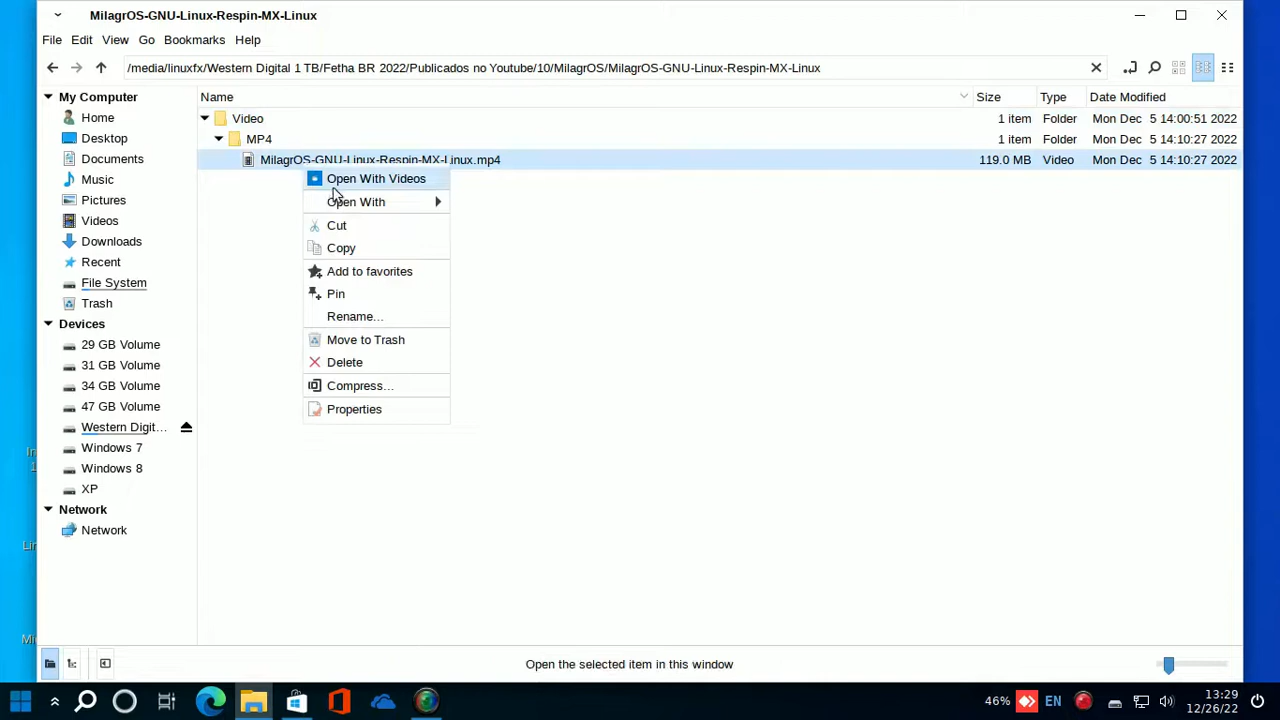 MilagrOS-GNU-Linux-Respin-MX-Linux
File Edit View Go Bookmarks Help
/media/linuxfx/Western Digital 1 TB/Fetha BR 2022/Publicados no Youtube/10/MilagrOS/MilagrOS-GNU-Linux-Respin-MX-Linux
My Computer
Home
Desktop
Documents
Music
Pictures
Videos
Downloads
Recent
File System
Trash
Devices
29 GB Volume
31 GB Volume
34 GB Volume
47 GB Volume
Western Digit...
Windows 7
Windows 8
XP
Network
Network
Name Size Type Date Modified
Video 1 item Folder Mon Dec 5 14:00:51 2022
MP4 1 item Folder Mon Dec 5 14:10:27 2022
MilagrOS-GNU-Linux-Respin-MX-Linux.mp4 119.0 MB Video Mon Dec 5 14:10:27 2022
Open With Videos
Open With
Cut
Copy
Add to favorites
Pin
Rename...
Move to Trash
Delete
Compress...
Properties
Open the selected item in this window
46% EN 13:29
12/26/22